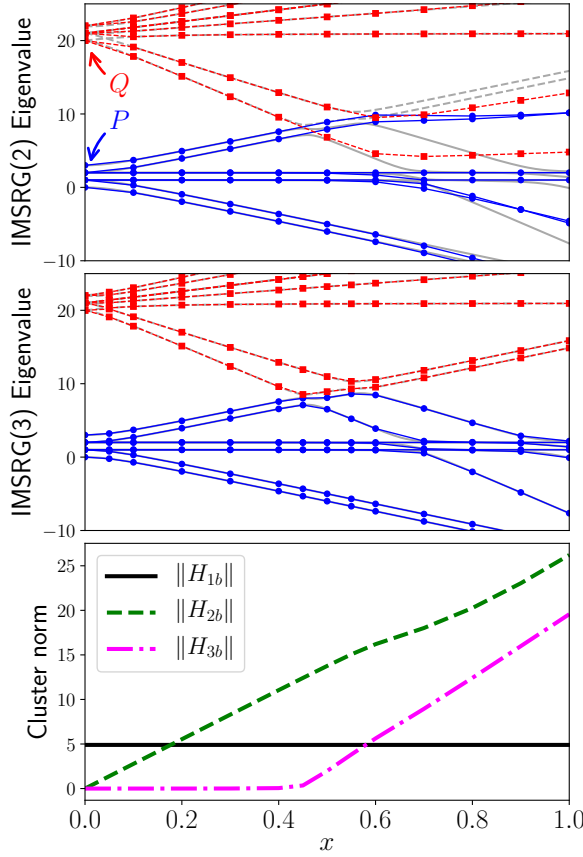 IMSRG(2) Eigenvalue
20
10
0
−10
Q
P
IMSRG(3) Eigenvalue
20
10
0
−10
Cluster norm
25
20
15
10
5
0
‖H1b‖
‖H2b‖
‖H3b‖
0.0 0.2 0.4 0.6 0.8 1.0
x